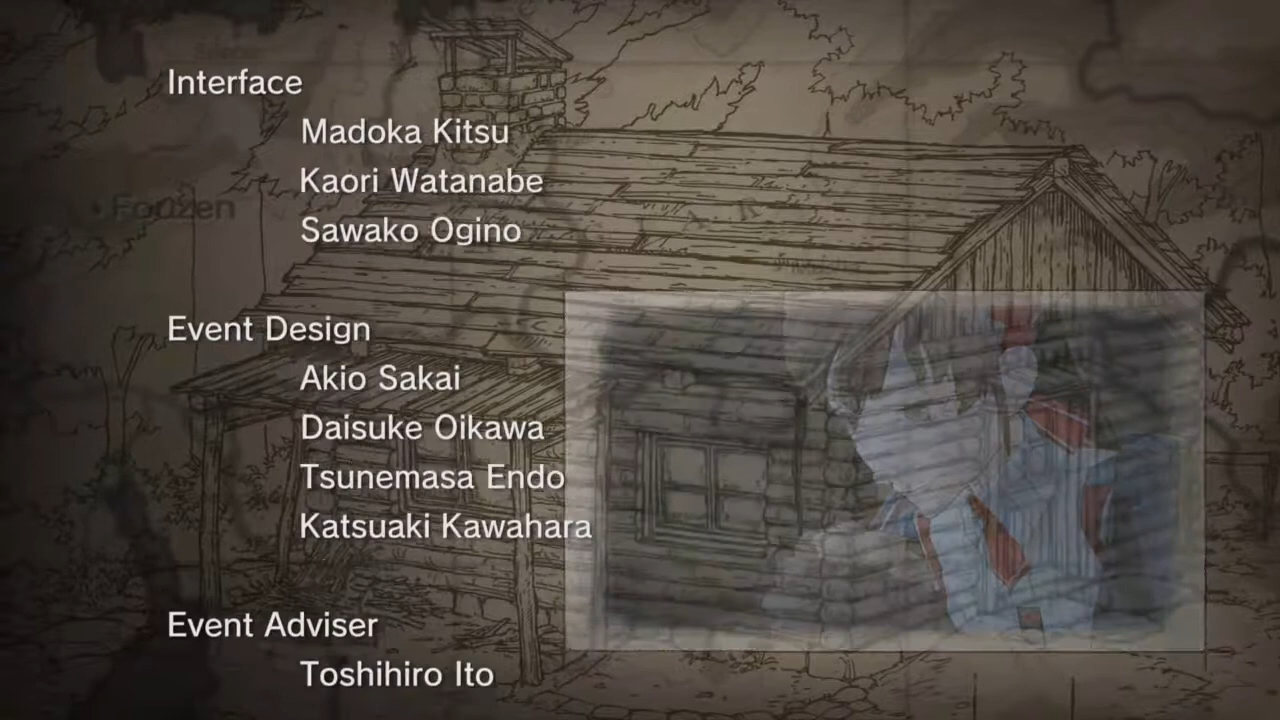 Interface
Madoka Kitsu
Kaori Watanabe
Sawako Ogino
Fouzen
Event Design
Akio Sakai
Daisuke Oikawa
Tsunemasa Endo
Katsuaki Kawahara
Event Adviser
Toshihiro Ito